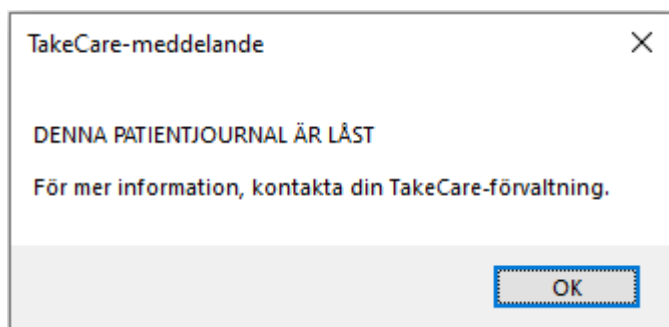 TakeCare-meddelande
DENNA PATIENTJOURNAL ÄR LÅST
För mer information, kontakta din TakeCare-förvaltning.
OK